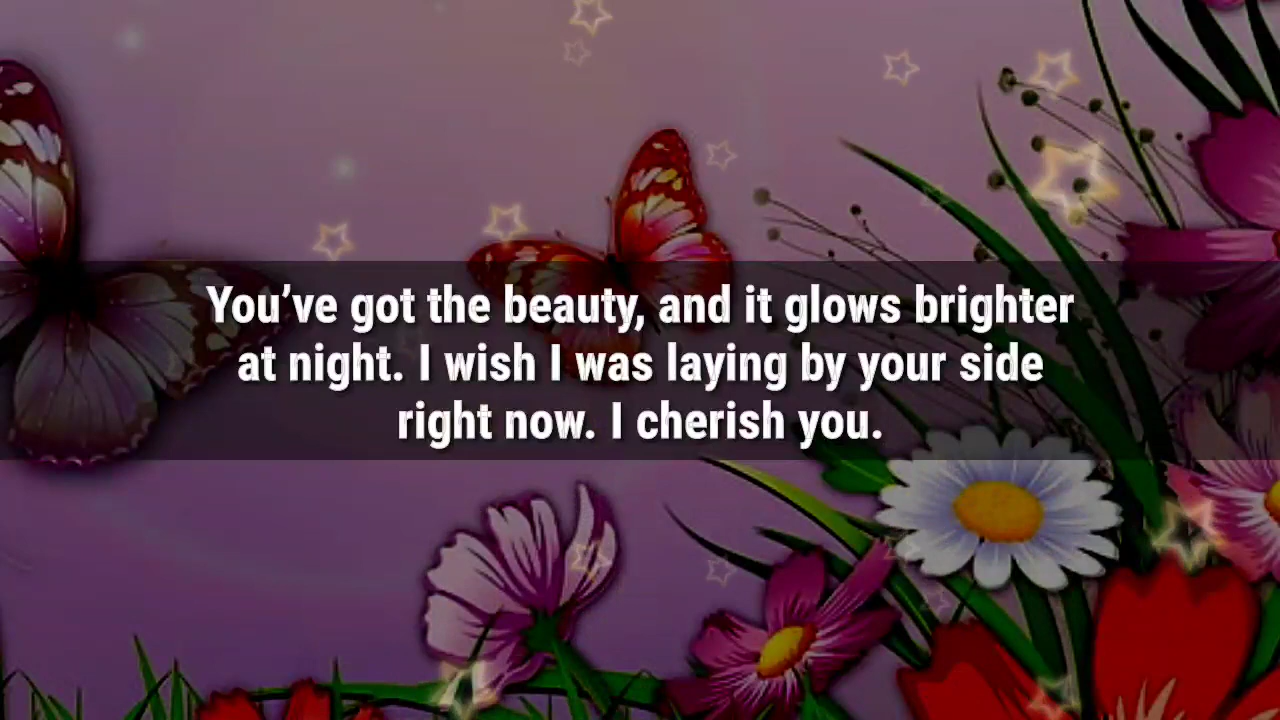 You’ve got the beauty, and it glows brighter
at night. I wish I was laying by your side
right now. I cherish you.